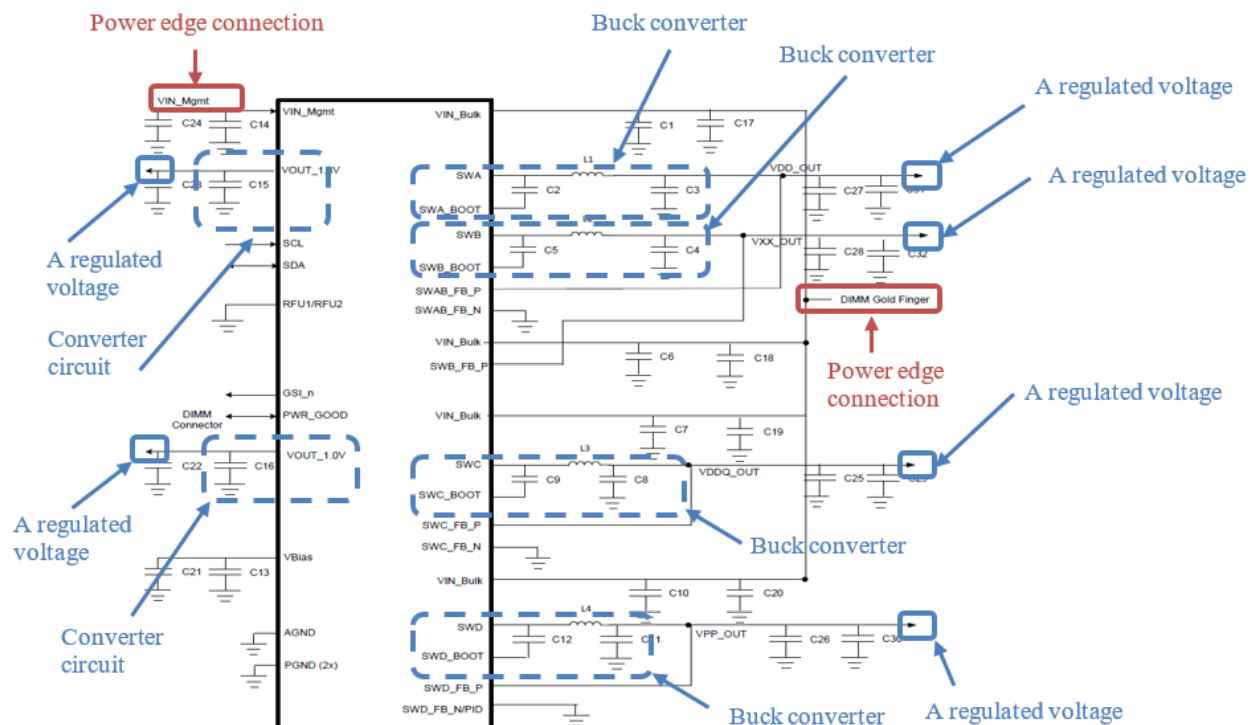 Power edge connection
Buck converter
Buck converter
A regulated voltage
A regulated voltage
VIN_Mgmt
VIN_Mgmt
C24
C14
VIN_Bulk
C1
C17
VOUT_1.8V
C23
C15
SWA
L1
VDD_OUT
C2
C3
C27
SWA_BOOT
SWB
VXX_OUT
C5
C4
C28
C32
SWB_BOOT
SCL
SDA
A regulated
voltage
SWAB_FB_P
RFU1/RFU2
SWAB_FB_N
DIMM Gold Finger
Converter
circuit
VIN_Bulk
C6
C18
SWB_FB_P
Power edge
connection
A regulated voltage
GSI_n
DIMM
Connector
PWR_GOOD
VIN_Bulk
C7
C19
VOUT_1.0V
C22
C16
SWC
L3
VDDQ_OUT
C9
C8
C25
SWC_BOOT
A regulated
voltage
SWC_FB_P
SWC_FB_N
Buck converter
VBias
C21
C13
VIN_Bulk
C10
C20
L4
Converter
circuit
AGND
SWD
VPP_OUT
C12
C26
SWD_BOOT
PGND (2x)
SWD_FB_P
SWD_FB_N/PID
Buck converter
A regulated voltage